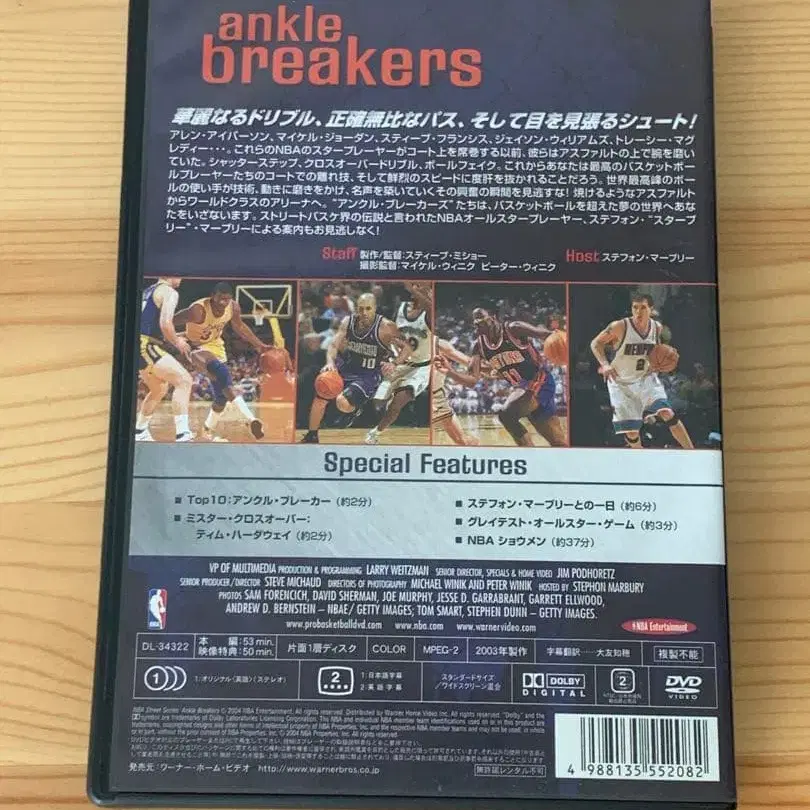 ankle
breakers
華麗なるドリブル、正確無比なパス、そして目を見張るシュート!
アレン・アイバーソン、マイケル・ジョーダン、スティーブ・フランシス、ジェイソン・ウィリアムズ、トレーシー・マグ
レディー・・・。これらのNBAのスタープレーヤーがコート上を席巻する以前、彼らはアスファルトの上で腕を磨い
ていた。シャッターステップ、クロスオーバードリブル、ボールフェイク。これからあなたは最高のバスケットボー
ルプレーヤーたちのコートでの離れ技、そして鮮烈のスピードに度肝を抜かれることだろう。世界最高峰のボー
ルの使い手が技術、動きに磨きをかけ、名声を築いていくその興奮の瞬間を見逃すな!焼けるようなアスファルト
からワールドクラスのアリーナへ。“アンクル・ブレーカーズ”たちは、バスケットボールを超えた夢の世界へあな
たをいざないます。ストリートバスケ界の伝説と言われたNBAオールスタープレーヤー、ステフォン・“スターブ
リー”・マーブリーによる案内もお見逃しなく!
Staff 製作/監督:スティーブ・ミショー Host ステフォン・マーブリー
撮影監督:マイケル・ウィニク ピーター・ウィニク
10
2
Special Features
■ Top10:アンクル・ブレーカー (約2分)
■ ミスター・クロスオーバー:
ティム・ハーダウェイ (約2分)
■ ステフォン・マーブリーとの一日 (約6分)
■ グレイテスト・オールスター・ゲーム (約3分)
■ NBA ショウメン (約37分)
VP OF MULTIMEDIA PRODUCTION & PROGRAMMING LARRY WEITZMAN SENIOR DIRECTOR, SPECIALS & HOME VIDEO JIM PODHORETZ
SENIOR PRODUCER/DIRECTOR STEVE MICHAUD DIRECTORS OF PHOTOGRAPHY MICHAEL WINIK AND PETER WINIK HOSTED BY STEPHON MARBURY
PHOTOS SAM FORENCICH, DAVID SHERMAN, JOE MURPHY, JESSE D. GARRABRANT, GARRETT ELLWOOD,
ANDREW D. BERNSTEIN – NBAE/ GETTY IMAGES; TOM SMART, STEPHEN DUNN – GETTY IMAGES.
www.probasketballdvd.com www.nba.com www.warnervideo.com
NBA Entertainment
DL-34322 本編:53 min. 映像特典:50 min. 片面1層ディスク COLOR MPEG-2 2003年製作 字幕翻訳 大友知穂 複製不能
1 1:オリジナル(英語)(ステレオ)
2 1:日本語字幕
2:英語字幕
スタンダードサイズ
/ワイドスクリーン混合
DOLBY
DIGITAL
2
DVD
VIDEO
発売元:ワーナー・ホーム・ビデオ http://www.warnerbros.co.jp
無許諾レンタル不可
4 988135 552082